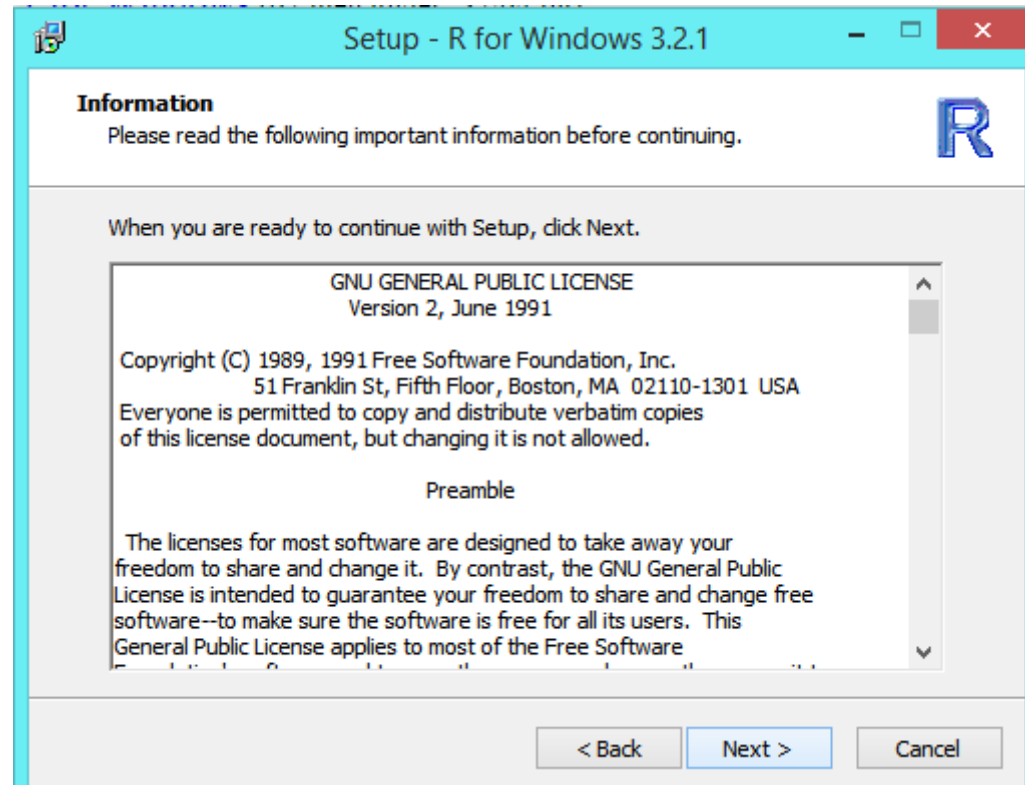 Setup - R for Windows 3.2.1
Information
Please read the following important information before continuing.
R
When you are ready to continue with Setup, click Next.
GNU GENERAL PUBLIC LICENSE
Version 2, June 1991
Copyright (C) 1989, 1991 Free Software Foundation, Inc.
51 Franklin St, Fifth Floor, Boston, MA 02110-1301 USA
Everyone is permitted to copy and distribute verbatim copies
of this license document, but changing it is not allowed.
Preamble
The licenses for most software are designed to take away your
freedom to share and change it. By contrast, the GNU General Public
License is intended to guarantee your freedom to share and change free
software--to make sure the software is free for all its users. This
General Public License applies to most of the Free Software
< Back
Next >
Cancel